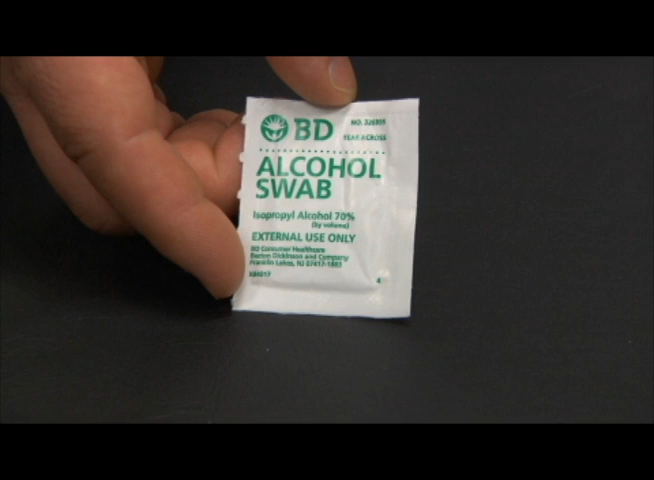 BD
NO. 326895
TEAR ACROSS
ALCOHOL
SWAB
Isopropyl Alcohol 70%
(by volume)
EXTERNAL USE ONLY
BD Consumer Healthcare
Becton Dickinson and Company
Franklin Lakes, NJ 07417-1883
4